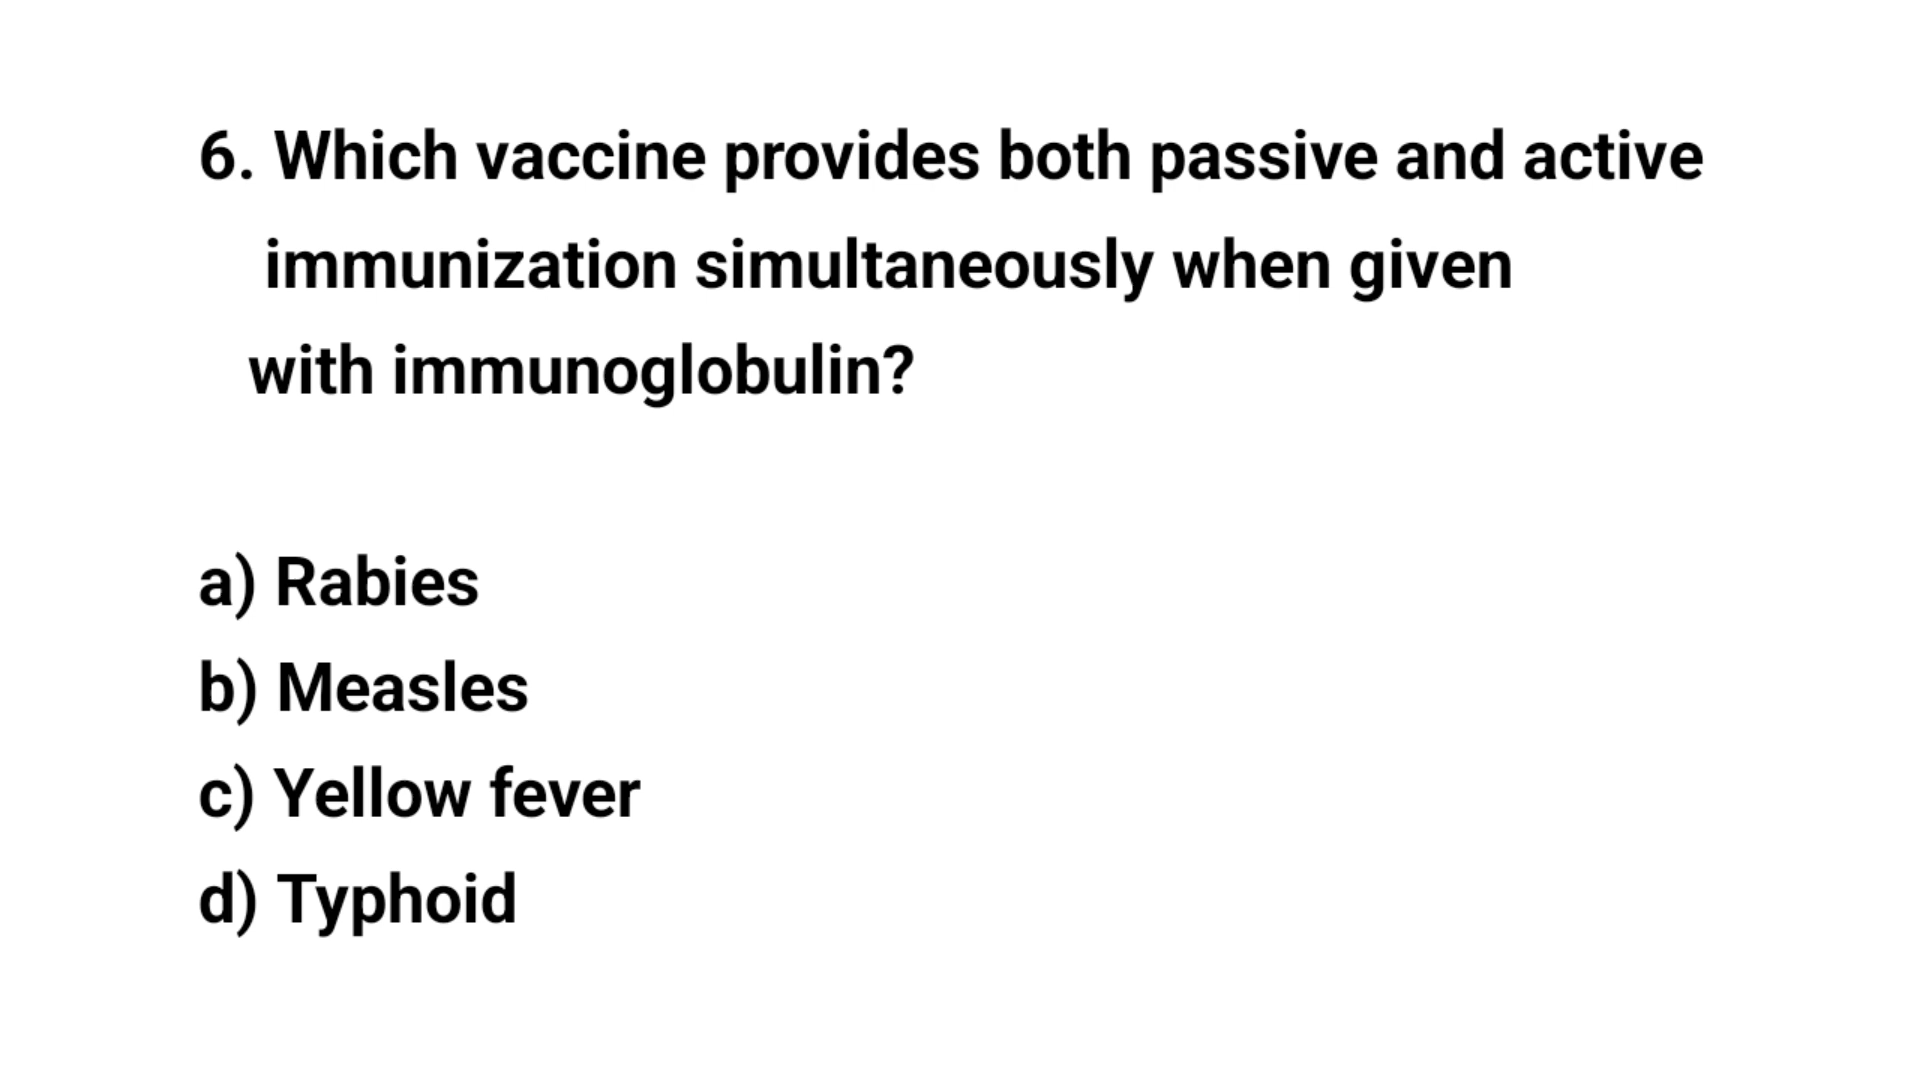 6. Which vaccine provides both passive and active
immunization simultaneously when given
with immunoglobulin?
a) Rabies
b) Measles
c) Yellow fever
d) Typhoid